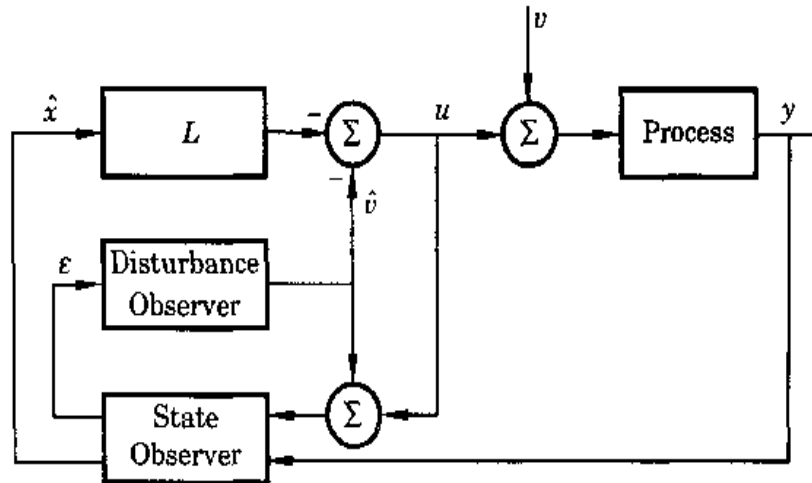 v
x̂
L
−
Σ
u
Σ
Process
y
−
v̂
ε
Disturbance
Observer
State
Observer
Σ